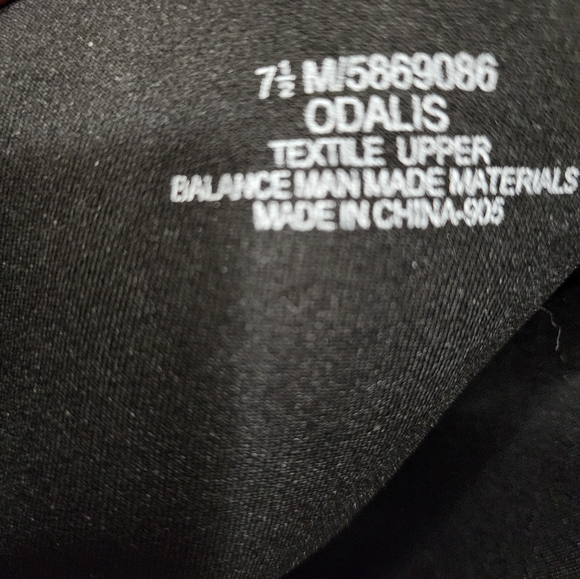 7½ M/5869086
ODALIS
TEXTILE UPPER
BALANCE MAN MADE MATERIALS
MADE IN CHINA-905